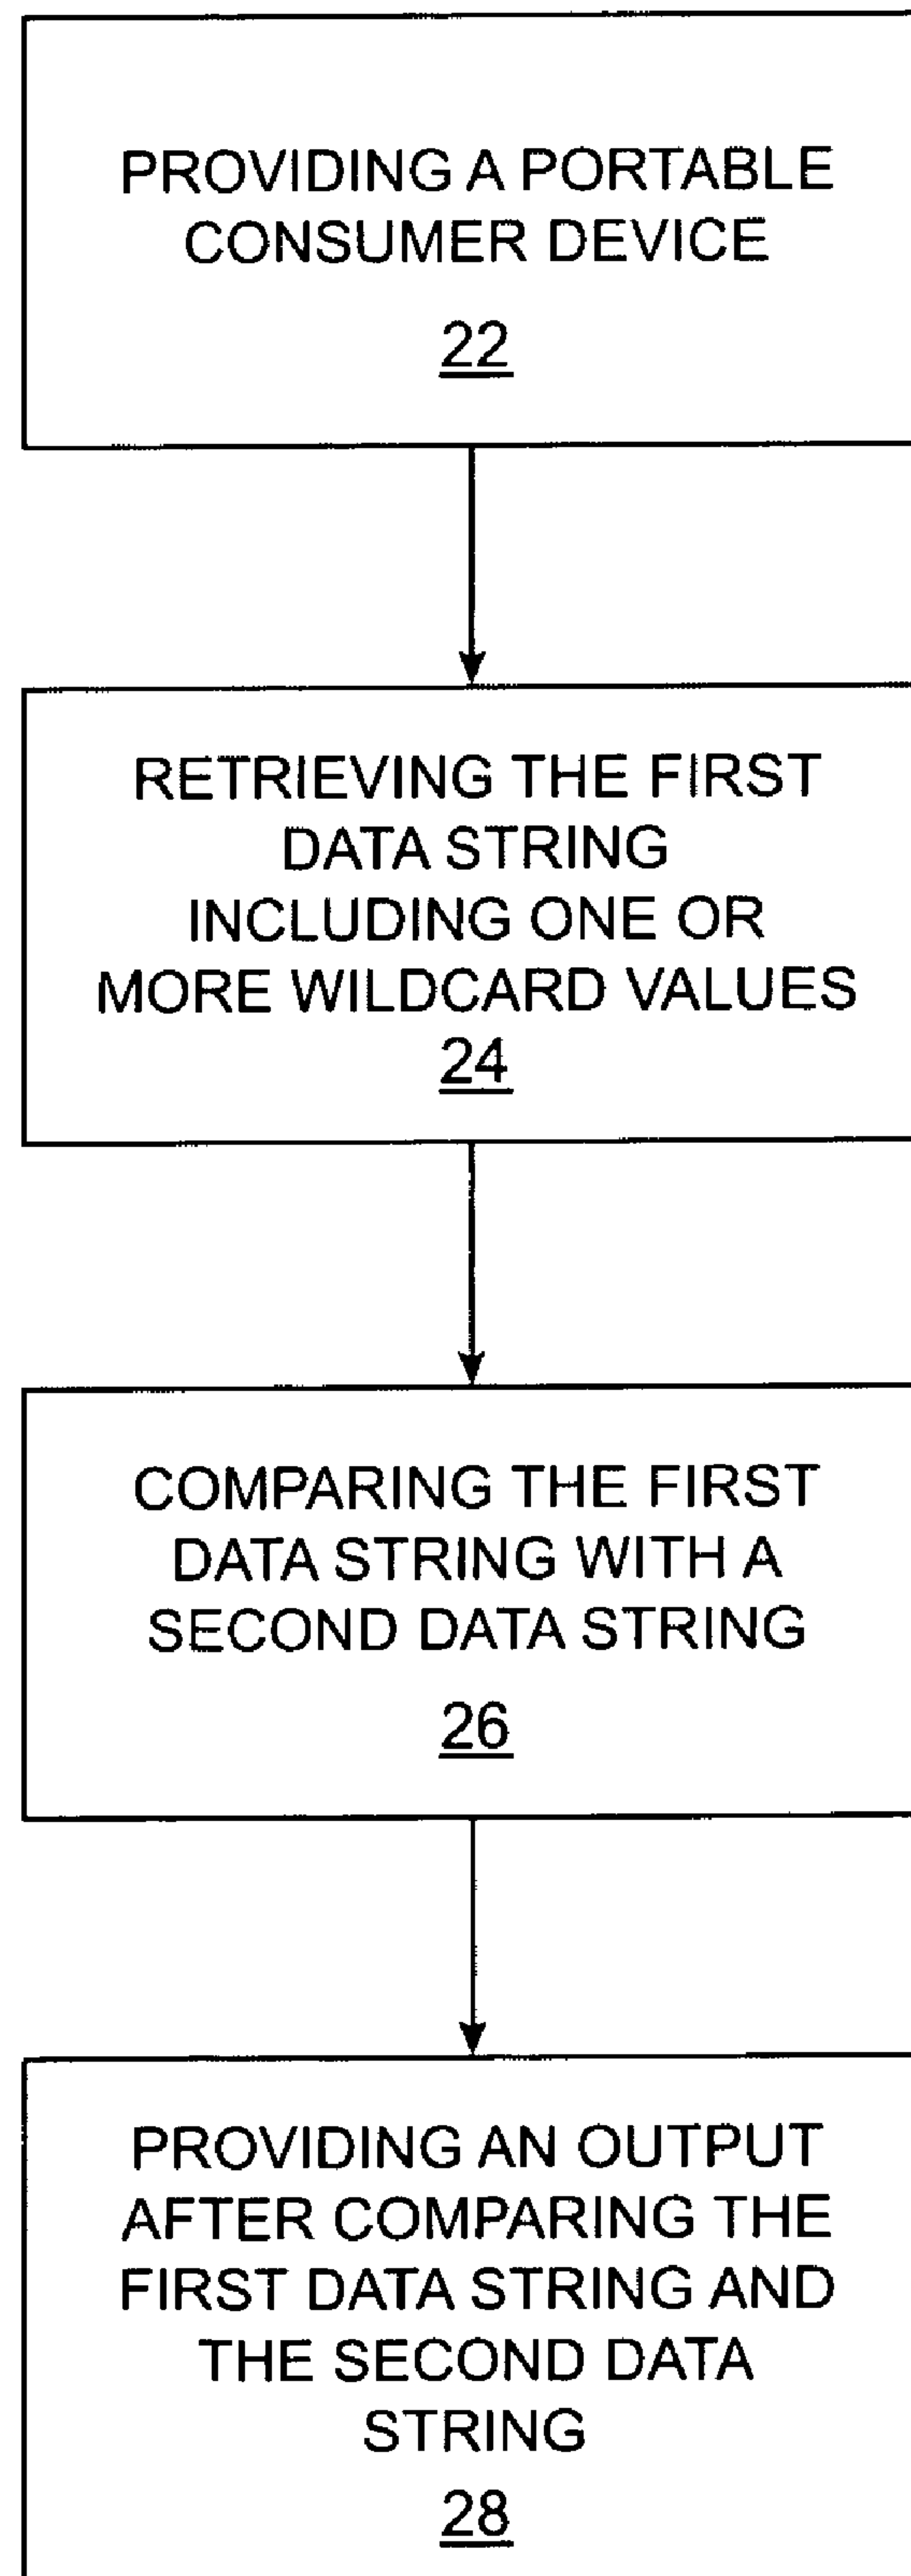 PROVIDING A PORTABLE
CONSUMER DEVICE
22
RETRIEVING THE FIRST
DATA STRING
INCLUDING ONE OR
MORE WILDCARD VALUES
24
COMPARING THE FIRST
DATA STRING WITH A
SECOND DATA STRING
26
PROVIDING AN OUTPUT
AFTER COMPARING THE
FIRST DATA STRING AND
THE SECOND DATA
STRING
28